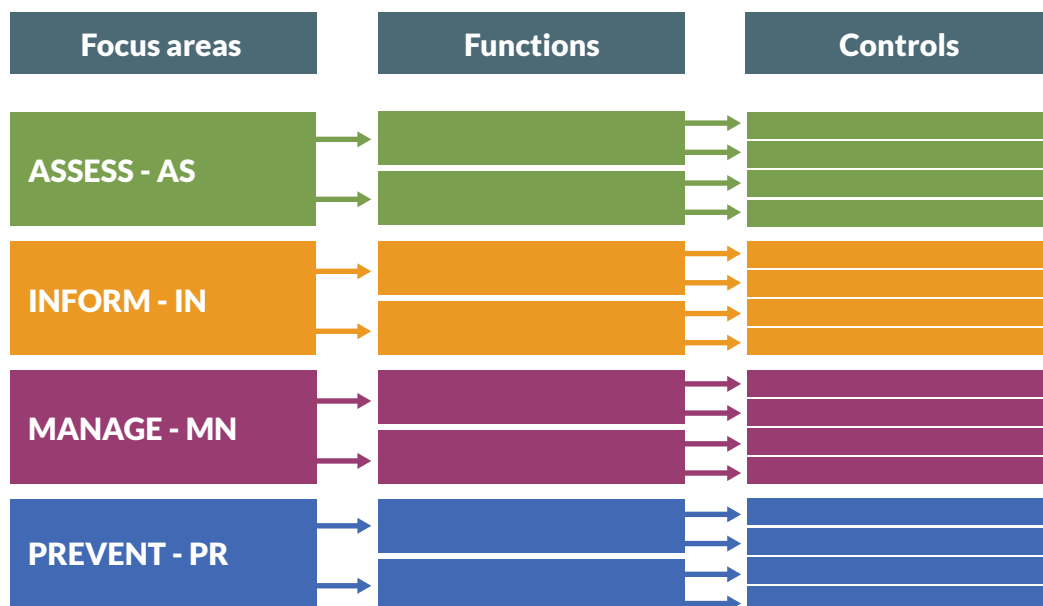 Focus areas
Functions
Controls
ASSESS - AS
INFORM - IN
MANAGE - MN
PREVENT - PR